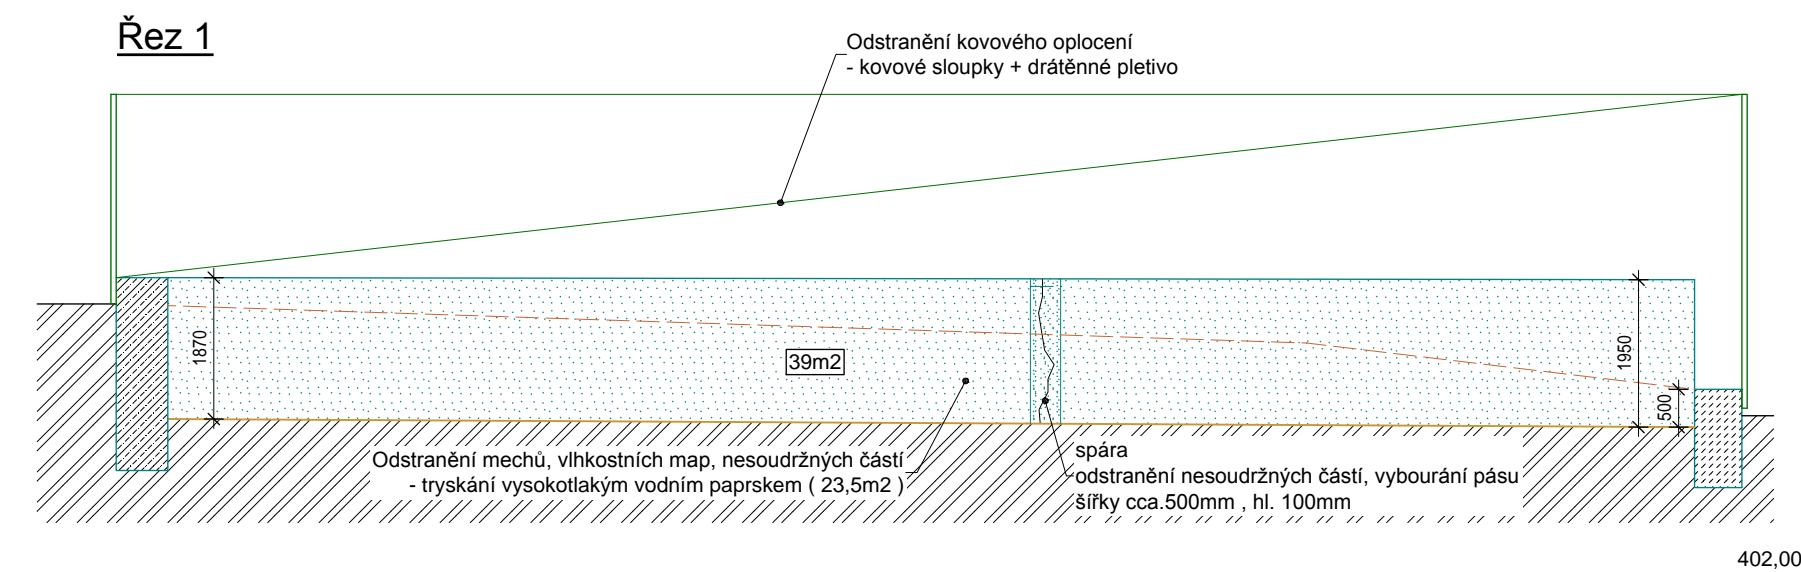 Řez 1
Odstranění kovového oplocení
- kovové sloupky + drátěnné pletivo
1870
39m2
1950
500
Odstranění mechů, vlhkostních map, nesoudržných částí
- tryskání vysokotlakým vodním paprskem ( 23,5m2 )
spára
odstranění nesoudržných částí, vybourání pásu
šířky cca.500mm , hl. 100mm
402,00